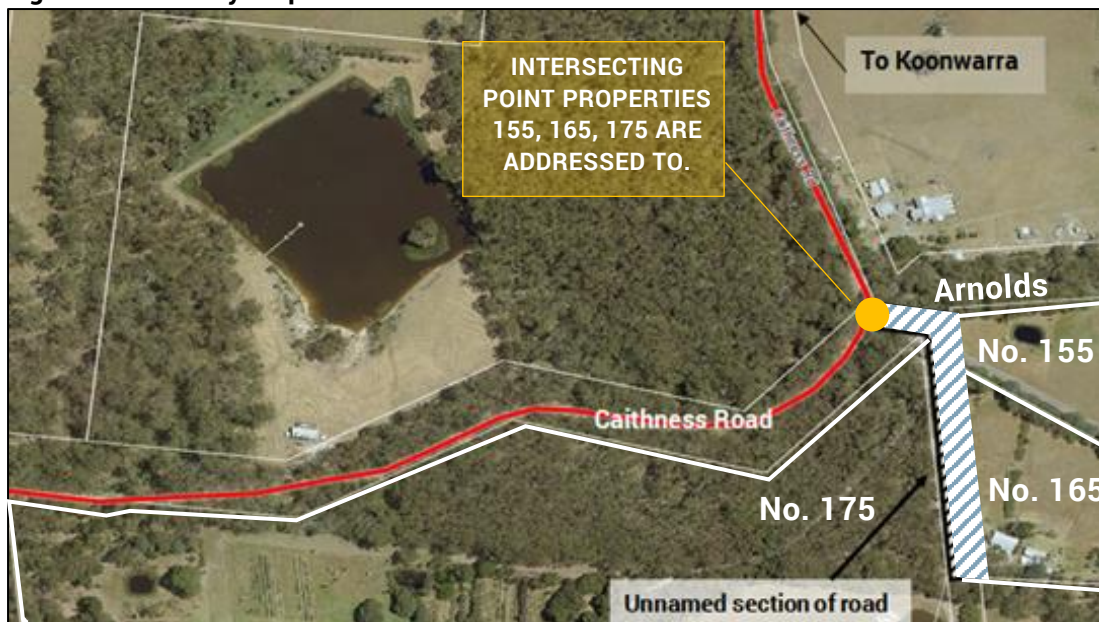 INTERSECTING
POINT PROPERTIES
155, 165, 175 ARE
ADDRESSED TO.
To Koonwarra
Arnolds
No. 155
Caithness Road
No. 175
No. 165
Unnamed section of road